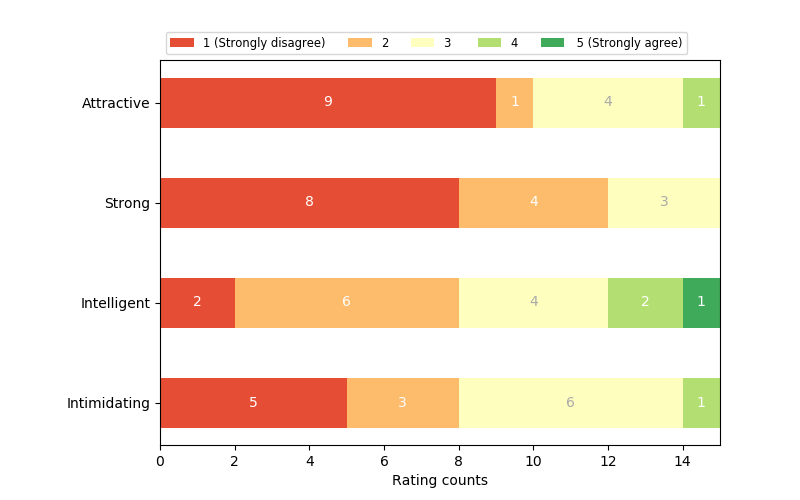 1 (Strongly disagree) 2 3 4 5 (Strongly agree)
Attractive 9 1 4 1
Strong 8 4 3
Intelligent 2 6 4 2 1
Intimidating 5 3 6 1
0 2 4 6 8 10 12 14
Rating counts